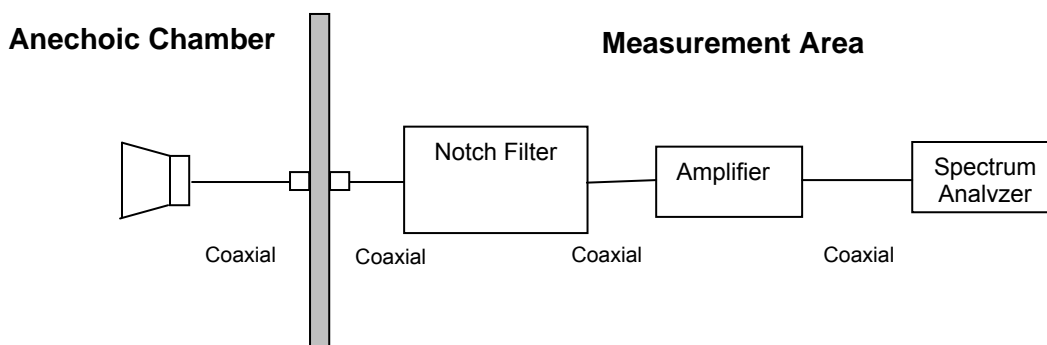 Anechoic Chamber
Measurement Area
Notch Filter
Amplifier
Spectrum
Analvzer
Coaxial
Coaxial
Coaxial
Coaxial